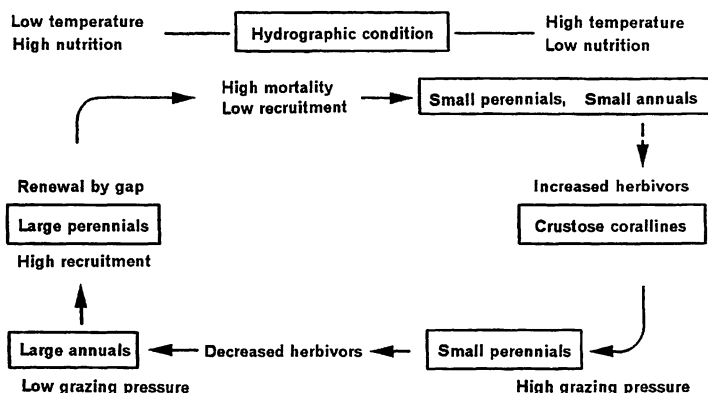 Low temperature
High nutrition
Hydrographic condition
High temperature
Low nutrition
High mortality
Low recruitment
Small perennials, Small annuals
Renewal by gap
Large perennials
High recruitment
Increased herbivors
Crustose corallines
Large annuals
Low grazing pressure
Decreased herbivors
Small perennials
High grazing pressure